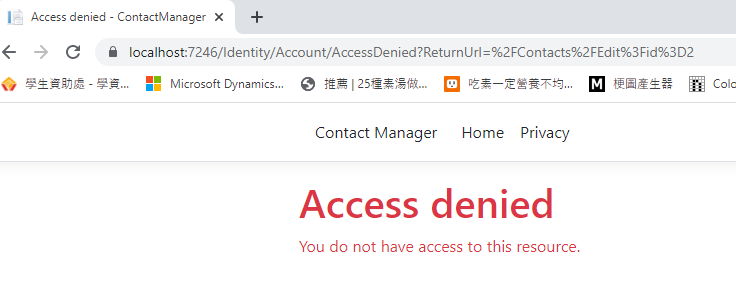 Access denied - ContactManager
localhost:7246/Identity/Account/AccessDenied?ReturnUrl=%2FContacts%2FEdit%3Fid%3D2
學生資助處 - 學資... Microsoft Dynamics... 推薦 | 25種素湯做... 吃素一定營養不均... M 梗圖產生器 Colo
Contact Manager Home Privacy
Access denied
You do not have access to this resource.